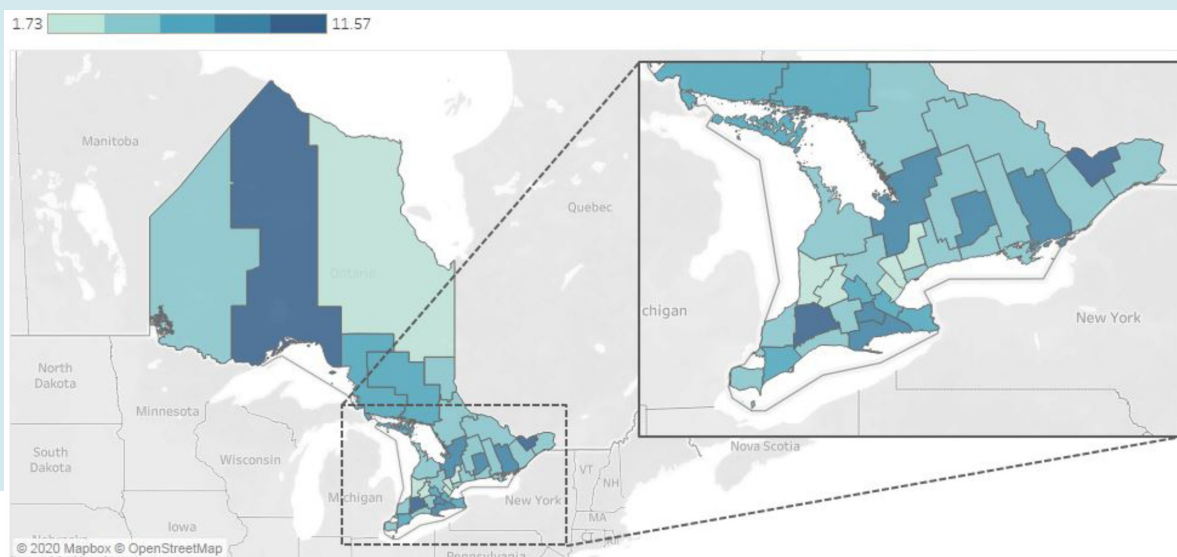 1.73 11.57
Manitoba
Ontario
Quebec
chigan
New York
North
Dakota
Minnesota
South
Dakota
Wisconsin
Michigan
New York
VT
NH
MA
Nova Scotia
Iowa
Pennsylvania
© 2020 Mapbox © OpenStreetMap